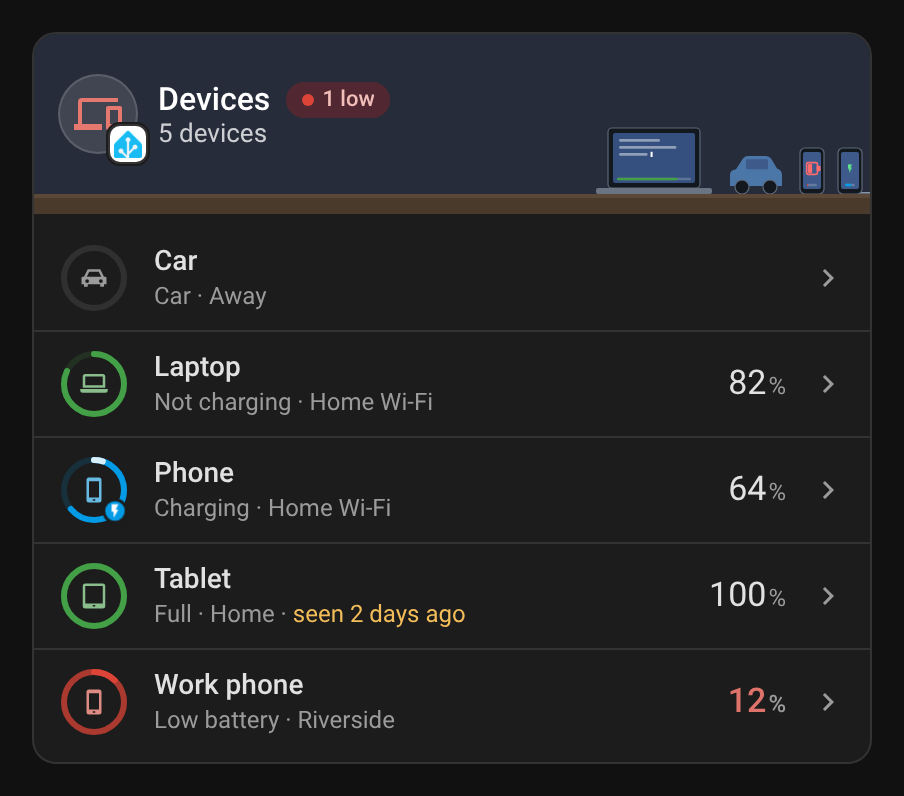 Devices
1 low
5 devices
Car
Car · Away
Laptop
Not charging · Home Wi-Fi
82%
Phone
Charging · Home Wi-Fi
64%
Tablet
Full · Home · seen 2 days ago
100%
Work phone
Low battery · Riverside
12%